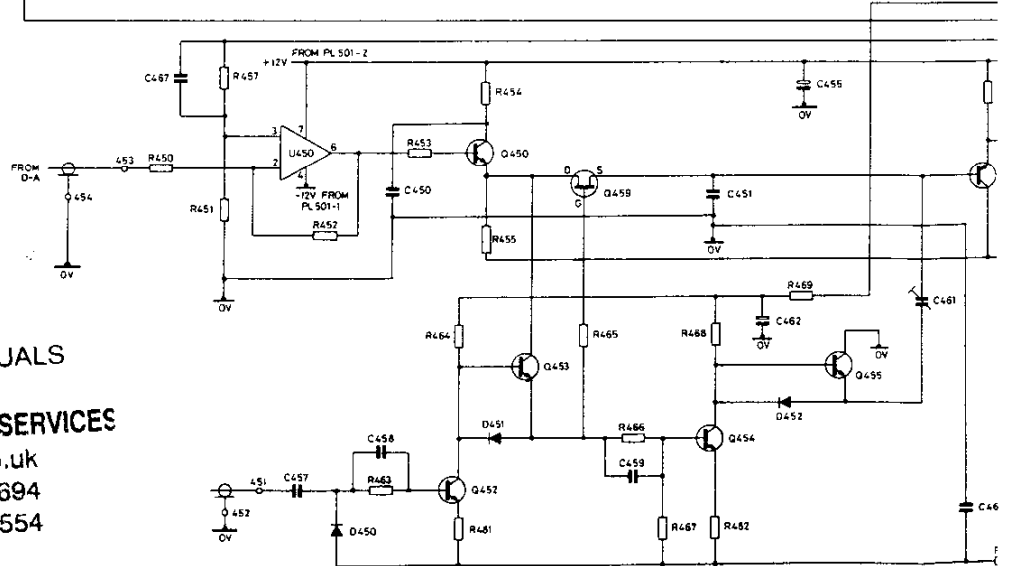 FROM PL 501-2
+12V
C467
R457
R454
C455
0V
3
7
U450
6
2
4
R453
Q450
FROM
D-A
453
R450
454
0V
-12V FROM
PL501-1
C450
D
S
Q459
G
C451
0V
R451
R452
R455
0V
R469
C461
C462
0V
R464
R465
R468
0V
Q453
Q455
D452
UALS
SERVICES
.uk
694
554
D451
R466
Q454
C458
C459
C457
451
R463
Q452
452
0V
D450
R461
R467
R462
C46